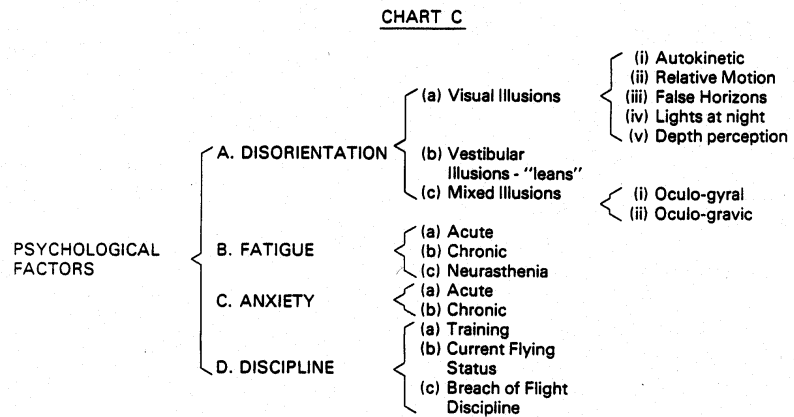 CHART C
PSYCHOLOGICAL
FACTORS
A. DISORIENTATION
(a) Visual Illusions
(i) Autokinetic
(ii) Relative Motion
(iii) False Horizons
(iv) Lights at night
(v) Depth perception
(b) Vestibular
Illusions - "leans"
(c) Mixed Illusions
(i) Oculo-gyral
(ii) Oculo-gravic
B. FATIGUE
(a) Acute
(b) Chronic
(c) Neurasthenia
C. ANXIETY
(a) Acute
(b) Chronic
D. DISCIPLINE
(a) Training
(b) Current Flying
Status
(c) Breach of Flight
Discipline